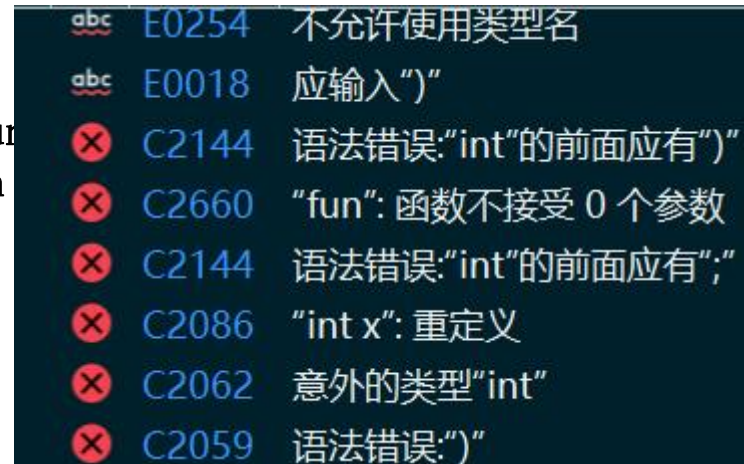 abc E0254 不允许使用类型名
abc E0018 应输入")"
C2144 语法错误:"int"的前面应有")"
C2660 "fun": 函数不接受 0 个参数
C2144 语法错误:"int"的前面应有";"
C2086 "int x": 重定义
C2062 意外的类型"int"
C2059 语法错误:")"